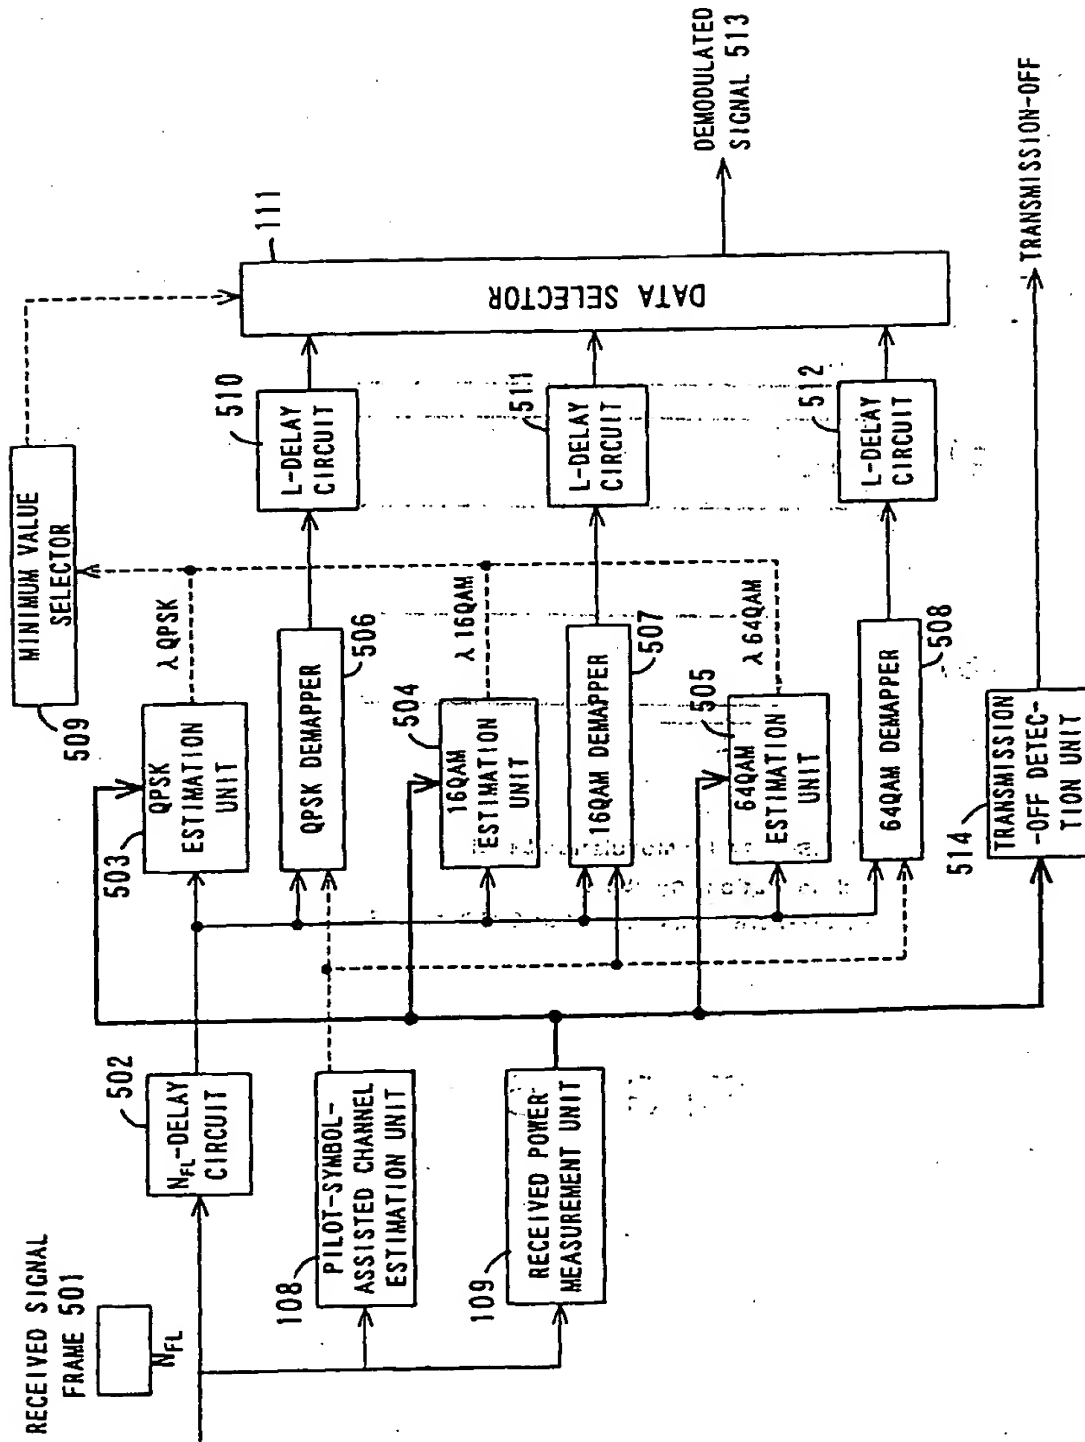 RECEIVED SIGNAL
FRAME 501
NFL
502
NFL-DELAY
CIRCUIT
108
PILOT-SYMBOL-
ASSISTED CHANNEL
ESTIMATION UNIT
109
RECEIVED POWER
MEASUREMENT UNIT
503
QPSK
ESTIMATION
UNIT
λ QPSK
QPSK DEMAPPER
506
504
16QAM
ESTIMATION
UNIT
λ 16QAM
16QAM DEMAPPER
507
505
64QAM
ESTIMATION
UNIT
λ 64QAM
64QAM DEMAPPER
508
514
TRANSMISSION
-OFF DETEC-
TION UNIT
TRANSMISSION-OFF
509
MINIMUM VALUE
SELECTOR
510
L-DELAY
CIRCUIT
511
L-DELAY
CIRCUIT
512
L-DELAY
CIRCUIT
111
DATA SELECTOR
DEMODULATED
SIGNAL 513